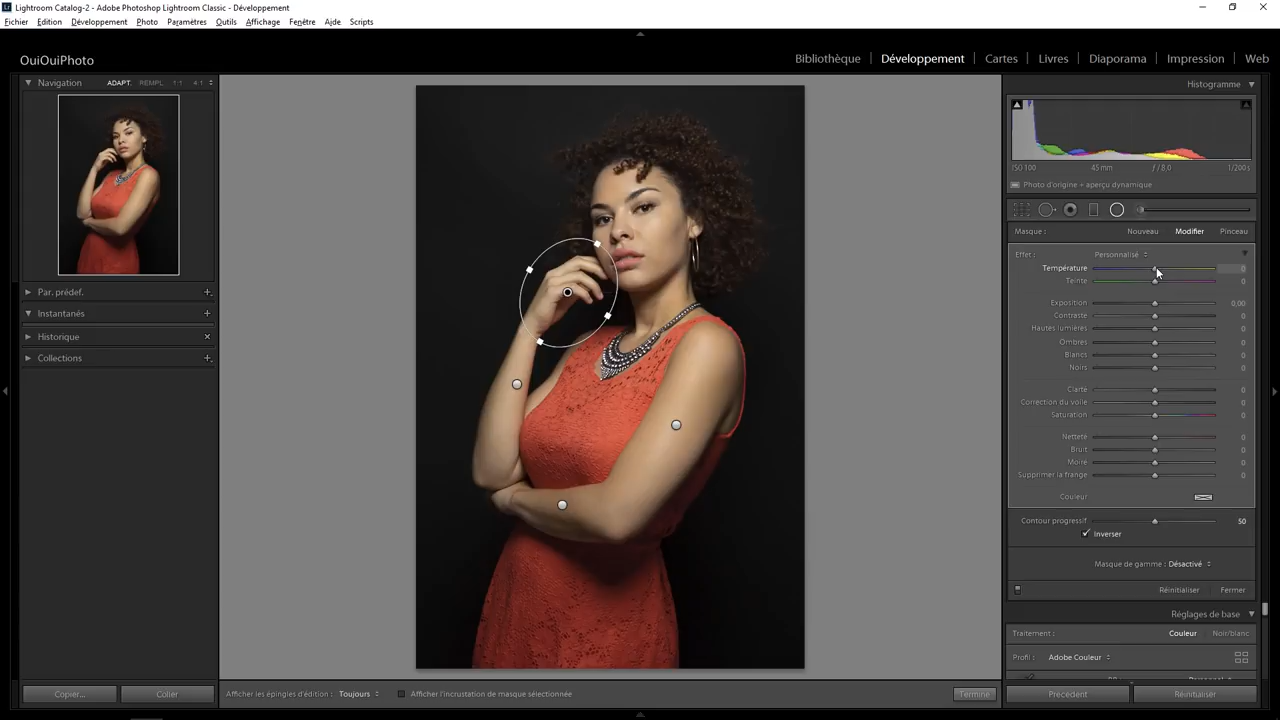 Lightroom Catalog-2 - Adobe Photoshop Lightroom Classic - Développement
Fichier Edition Développement Photo Paramètres Outils Affichage Fenêtre Aide Scripts
OuiOuiPhoto
Bibliothèque Développement Cartes Livres Diaporama Impression Web
Navigation ADAPT. REMPL. 1:1 4:1
Par. prédef.
Instantanés
Historique
Collections
Copier... Coller
Histogramme
ISO 100 45 mm ƒ / 8,0 1/200 s
Photo d'origine + aperçu dynamique
Masque : Nouveau Modifier Pinceau
Effet : Personnalisé
Température 0
Teinte 0
Exposition 0,00
Contraste 0
Hautes lumières 0
Ombres 0
Blancs 0
Noirs 0
Clarté 0
Correction du voile 0
Saturation 0
Netteté 0
Bruit 0
Moiré 0
Supprimer la frange 0
Couleur
Contour progressif 50
Inverser
Masque de gamme : Désactivé
Réinitialiser Fermer
Réglages de base
Traitement : Couleur Noir/blanc
Profil : Adobe Couleur
Précédent Réinitialiser
Afficher les épingles d'édition : Toujours Afficher l'incrustation de masque sélectionnée Terminé